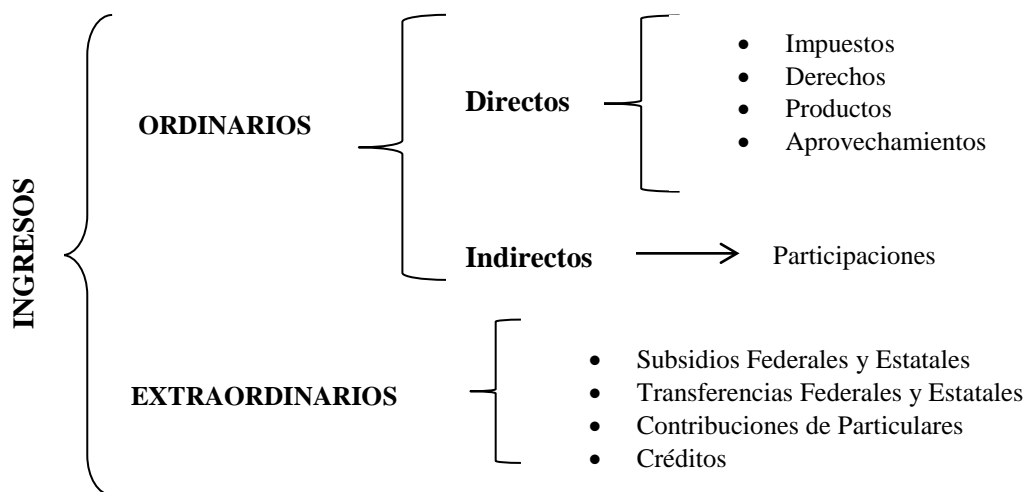 INGRESOS
ORDINARIOS
Directos
• Impuestos
• Derechos
• Productos
• Aprovechamientos
Indirectos
Participaciones
EXTRAORDINARIOS
• Subsidios Federales y Estatales
• Transferencias Federales y Estatales
• Contribuciones de Particulares
• Créditos